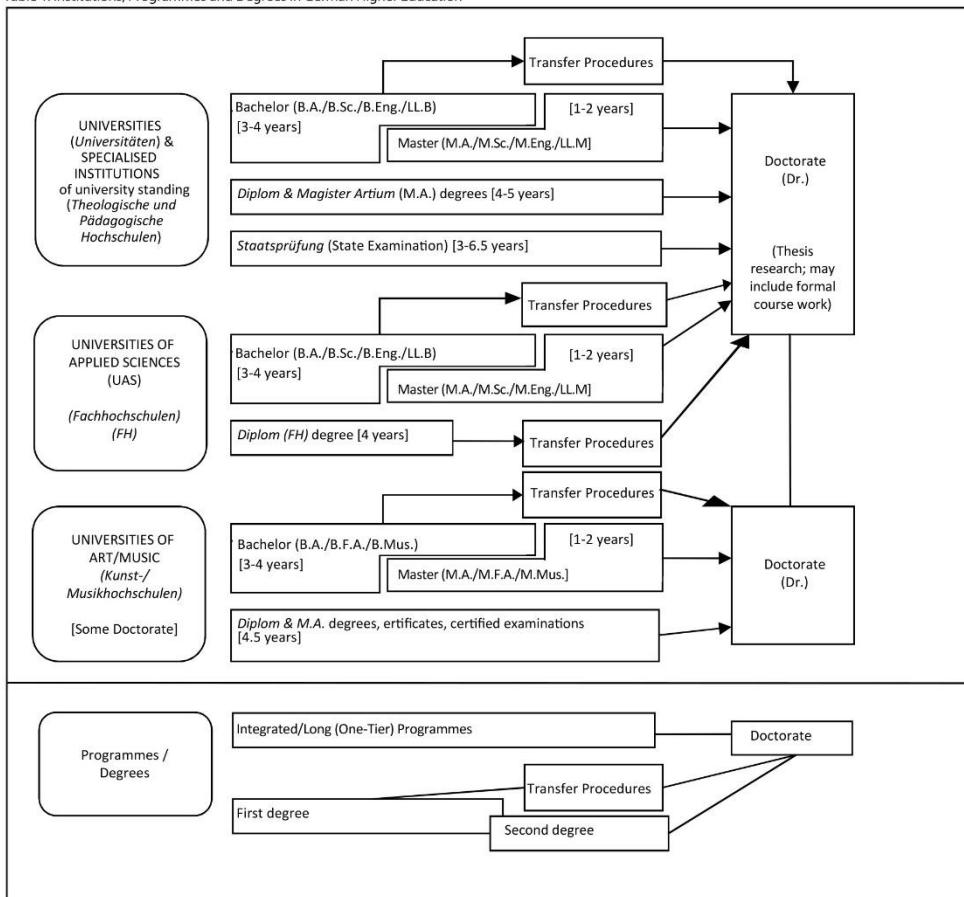 UNIVERSITIES
(Universitäten) &
SPECIALISED
INSTITUTIONS
of university standing
(Theologische und
Pädagogische
Hochschulen)
Transfer Procedures
Bachelor (B.A./B.Sc./B.Eng./LL.B)
[3-4 years]
[1-2 years]
Master (M.A./M.Sc./M.Eng./LL.M]
Diplom & Magister Artium (M.A.) degrees [4-5 years]
Staatsprüfung (State Examination) [3-6.5 years]
Doctorate
(Dr.)
(Thesis
research; may
include formal
course work)
UNIVERSITIES OF
APPLIED SCIENCES
(UAS)
(Fachhochschulen)
(FH)
Transfer Procedures
Bachelor (B.A./B.Sc./B.Eng./LL.B)
[3-4 years]
[1-2 years]
Master (M.A./M.Sc./M.Eng./LL.M]
Diplom (FH) degree [4 years]
Transfer Procedures
UNIVERSITIES OF
ART/MUSIC
(Kunst-/
Musikhochschulen)
[Some Doctorate]
Transfer Procedures
Bachelor (B.A./B.F.A./B.Mus.)
[3-4 years]
[1-2 years]
Master (M.A./M.F.A./M.Mus.]
Diplom & M.A. degrees, ertificates, certified examinations
[4.5 years]
Doctorate
(Dr.)
Programmes /
Degrees
Integrated/Long (One-Tier) Programmes
Doctorate
Transfer Procedures
First degree
Second degree